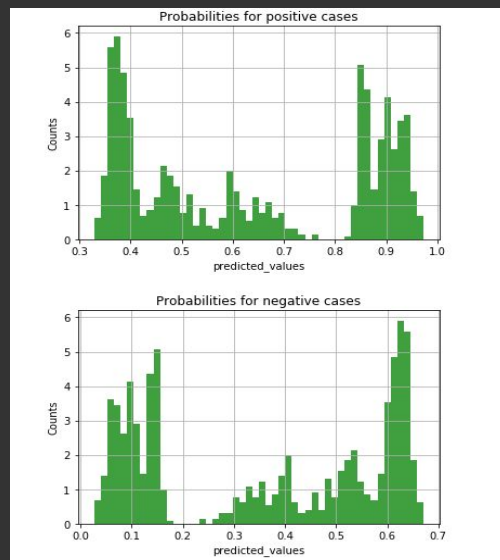 Probabilities for positive cases
6
5
4
3
2
1
0
Counts
0.3 0.4 0.5 0.6 0.7 0.8 0.9 1.0
predicted_values
Probabilities for negative cases
6
5
4
3
2
1
0
Counts
0.0 0.1 0.2 0.3 0.4 0.5 0.6 0.7
predicted_values